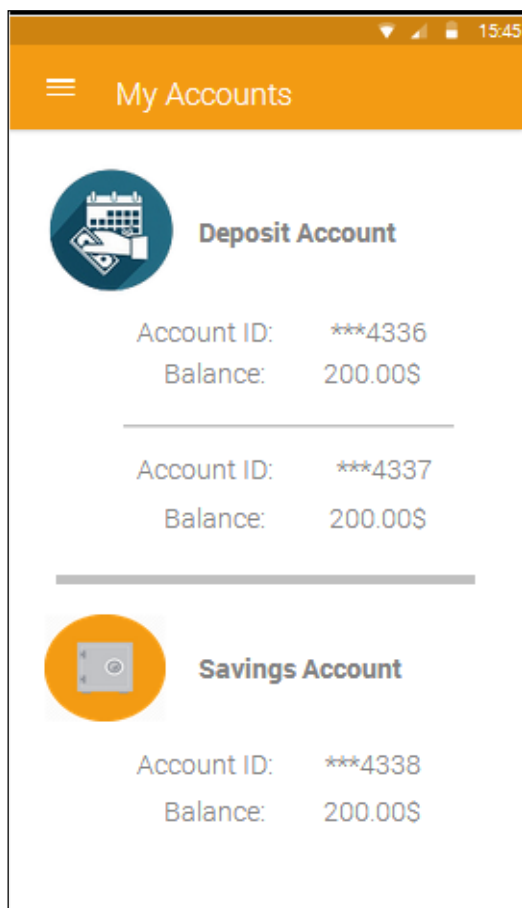 15:45
My Accounts
Deposit Account
Account ID: ***4336
Balance: 200.00$
Account ID: ***4337
Balance: 200.00$
Savings Account
Account ID: ***4338
Balance: 200.00$